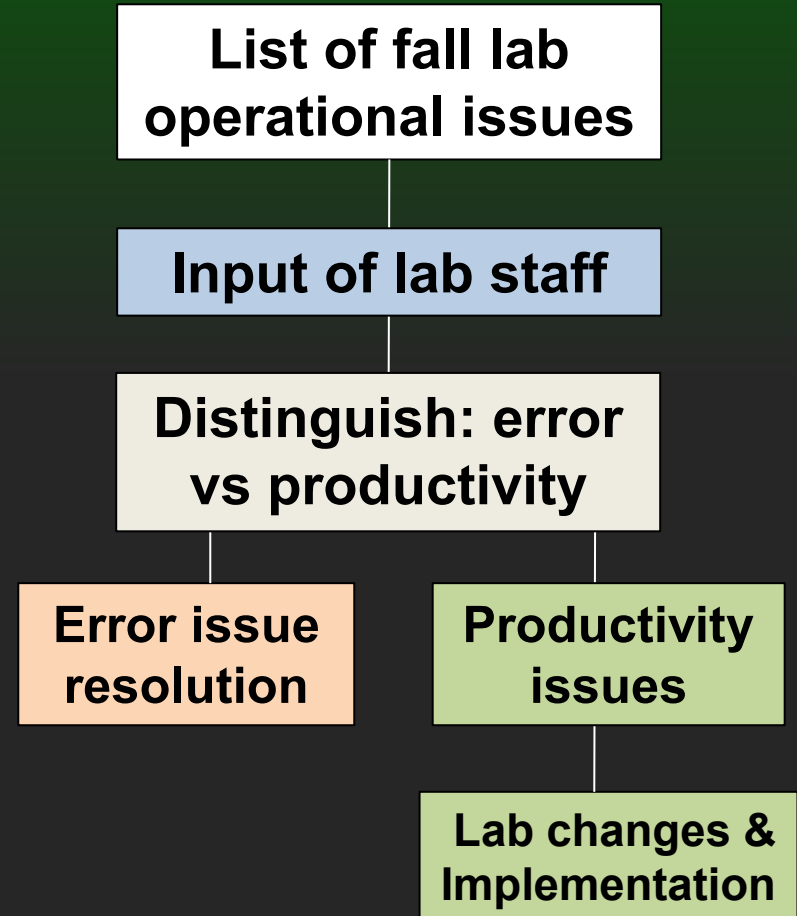 List of fall lab
operational issues
Input of lab staff
Distinguish: error
vs productivity
Error issue
resolution
Productivity
issues
Lab changes &
Implementation